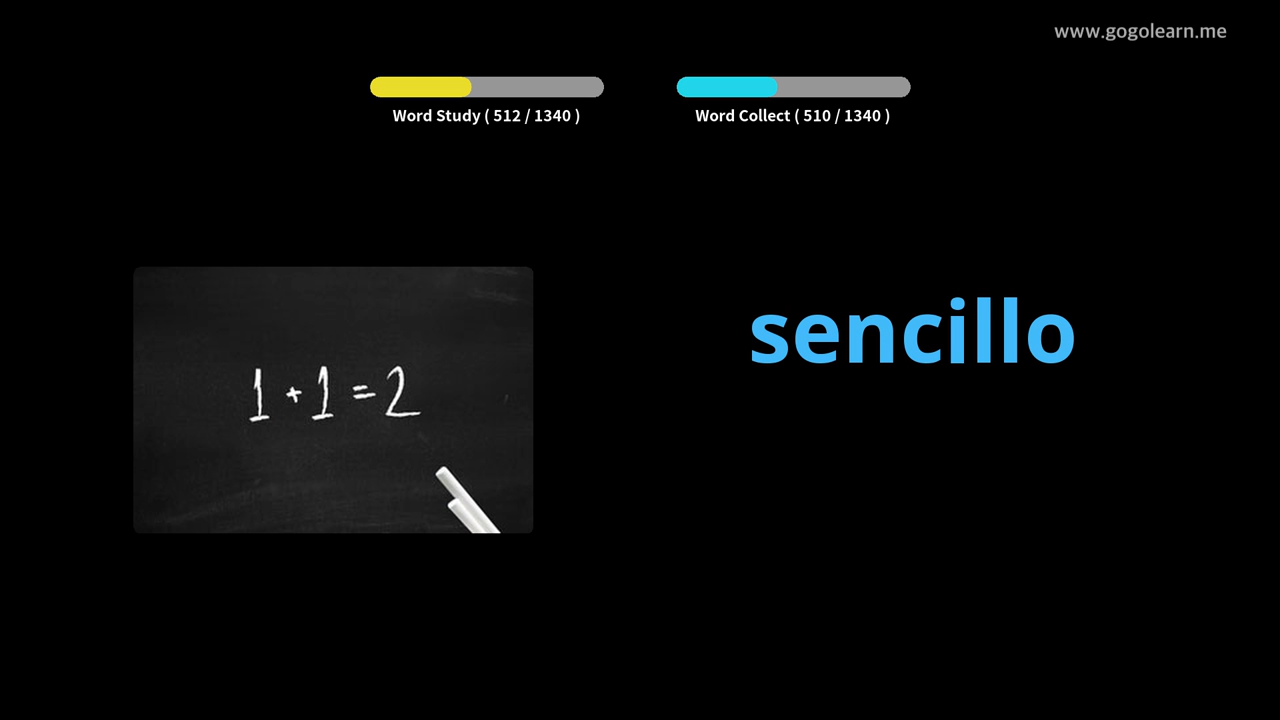 www.gogolearn.me
Word Study ( 512 / 1340 )
Word Collect ( 510 / 1340 )
sencillo
1 + 1 = 2